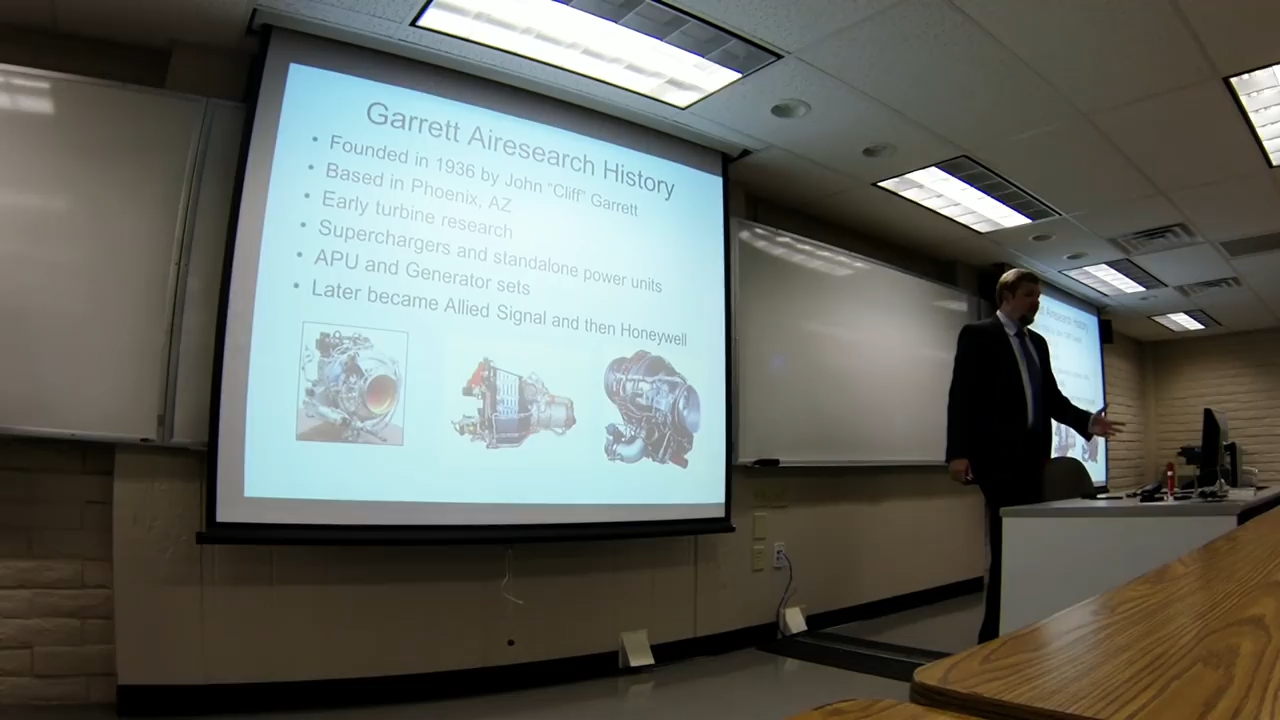 Garrett Airesearch History
• Founded in 1936 by John "Cliff" Garrett
• Based in Phoenix, AZ
• Early turbine research
• Superchargers and standalone power units
• APU and Generator sets
• Later became Allied Signal and then Honeywell